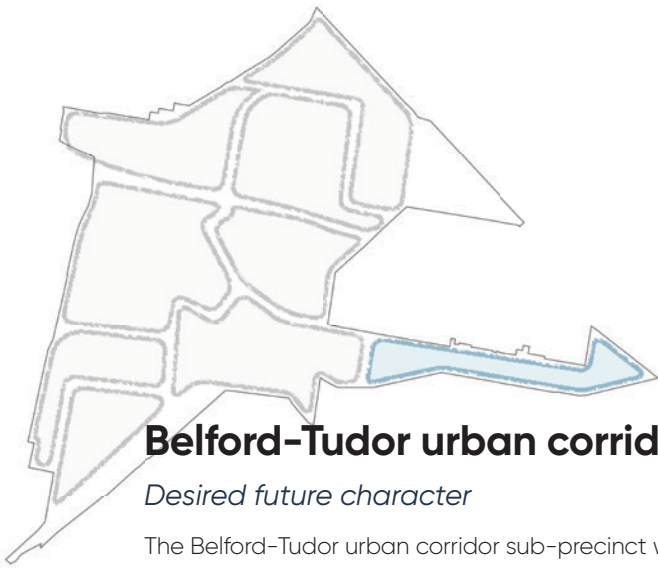 Belford-Tudor urban corrid
Desired future character
The Belford-Tudor urban corridor sub-precinct